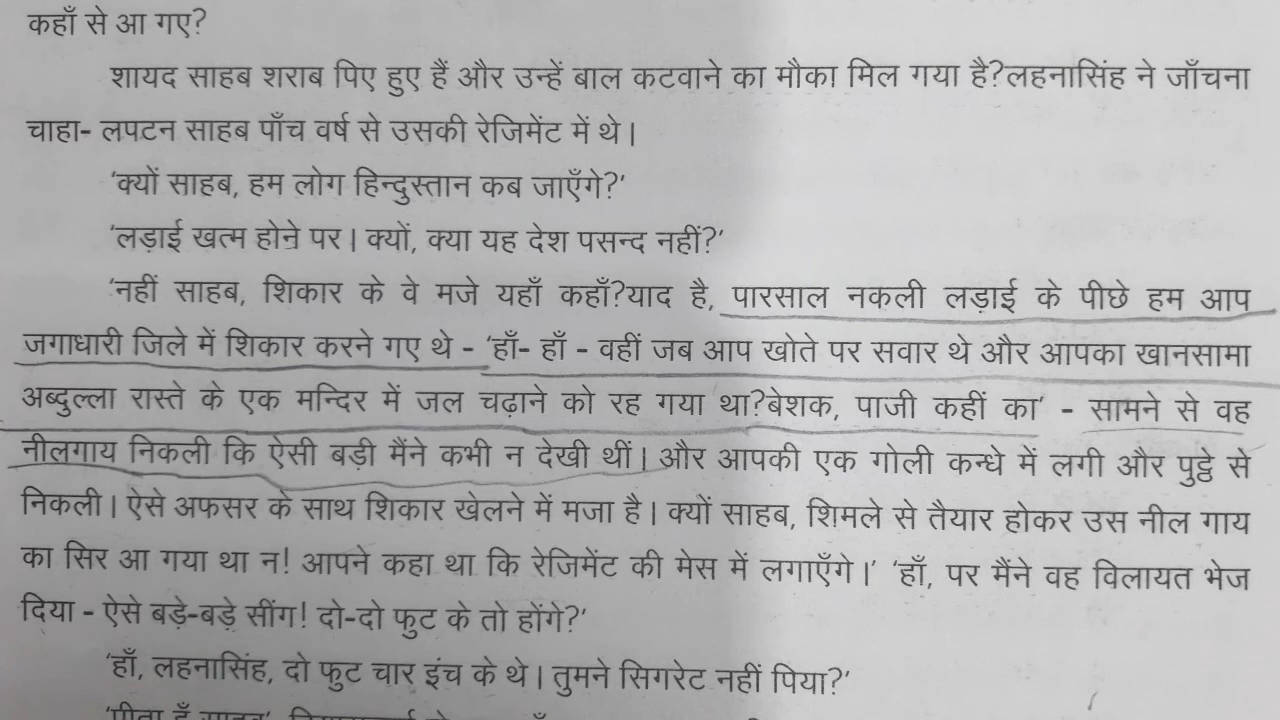 कहाँ से आ गए?
शायद साहब शराब पिए हुए हैं और उन्हें बाल कटवाने का मौका मिल गया है?लहनासिंह ने जाँचना
चाहा- लपटन साहब पाँच वर्ष से उसकी रेजिमेंट में थे।
'क्यों साहब, हम लोग हिन्दुस्तान कब जाएँगे?'
'लड़ाई खत्म होने पर। क्यों, क्या यह देश पसन्द नहीं?'
'नहीं साहब, शिकार के वे मजे यहाँ कहाँ?याद है, पारसाल नकली लड़ाई के पीछे हम आप
जगाधारी जिले में शिकार करने गए थे - 'हाँ- हाँ - वहीं जब आप खोते पर सवार थे और आपका खानसामा
अब्दुल्ला रास्ते के एक मन्दिर में जल चढ़ाने को रह गया था?बेशक, पाजी कहीं का' - सामने से वह
नीलगाय निकली कि ऐसी बड़ी मैंने कभी न देखी थीं। और आपकी एक गोली कन्धे में लगी और पुट्ठे से
निकली। ऐसे अफसर के साथ शिकार खेलने में मजा है। क्यों साहब, शिमले से तैयार होकर उस नील गाय
का सिर आ गया था न! आपने कहा था कि रेजिमेंट की मेस में लगाएँगे।' 'हाँ, पर मैंने वह विलायत भेज
दिया - ऐसे बड़े-बड़े सींग! दो-दो फुट के तो होंगे?'
'हाँ, लहनासिंह, दो फुट चार इंच के थे। तुमने सिगरेट नहीं पिया?'